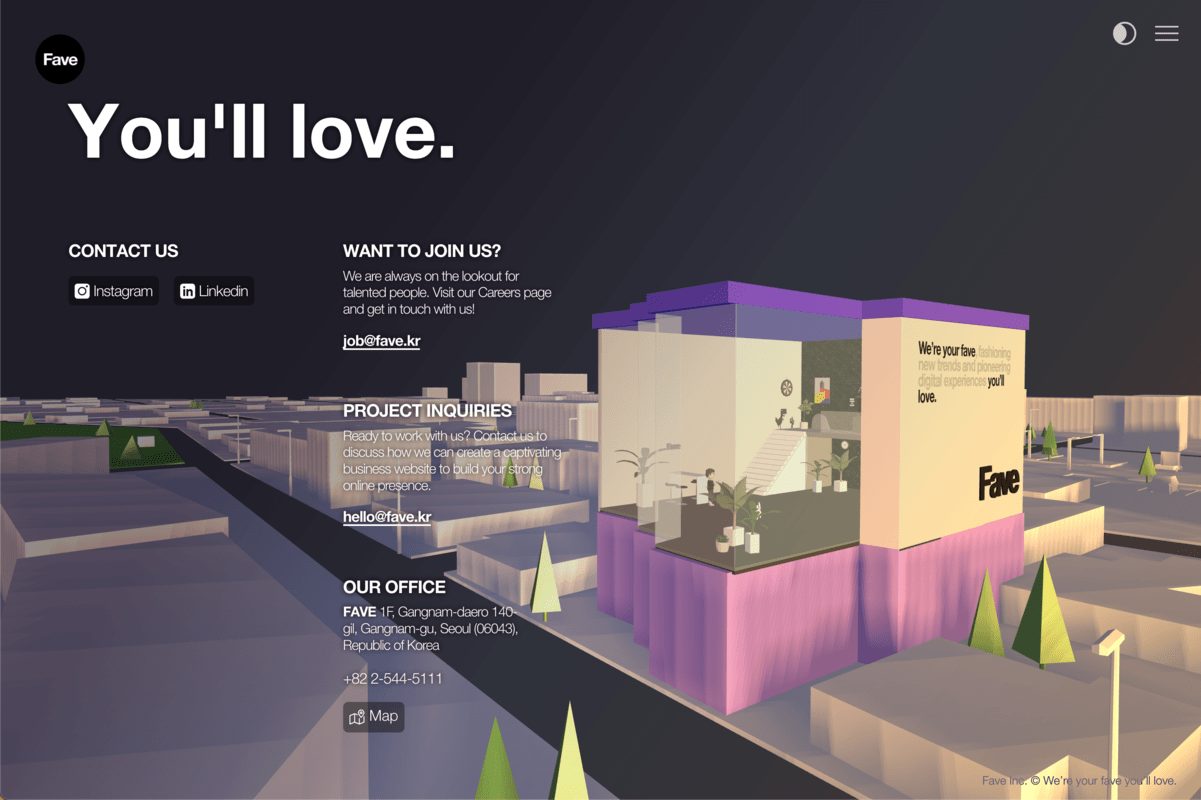 Fave
You'll love.
CONTACT US
Instagram
Linkedin
WANT TO JOIN US?
We are always on the lookout for
talented people. Visit our Careers page
and get in touch with us!
job@fave.kr
PROJECT INQUIRIES
Ready to work with us? Contact us to
discuss how we can create a captivating
business website to build your strong
online presence.
hello@fave.kr
OUR OFFICE
FAVE 1F, Gangnam-daero 140-
gil, Gangnam-gu, Seoul (06043),
Republic of Korea
+82 2-544-5111
Map
We're your fave fashioning
new trends and pioneering
digital experiences you'll
love.
Fave
Fave Inc. © We're your fave you'll love.